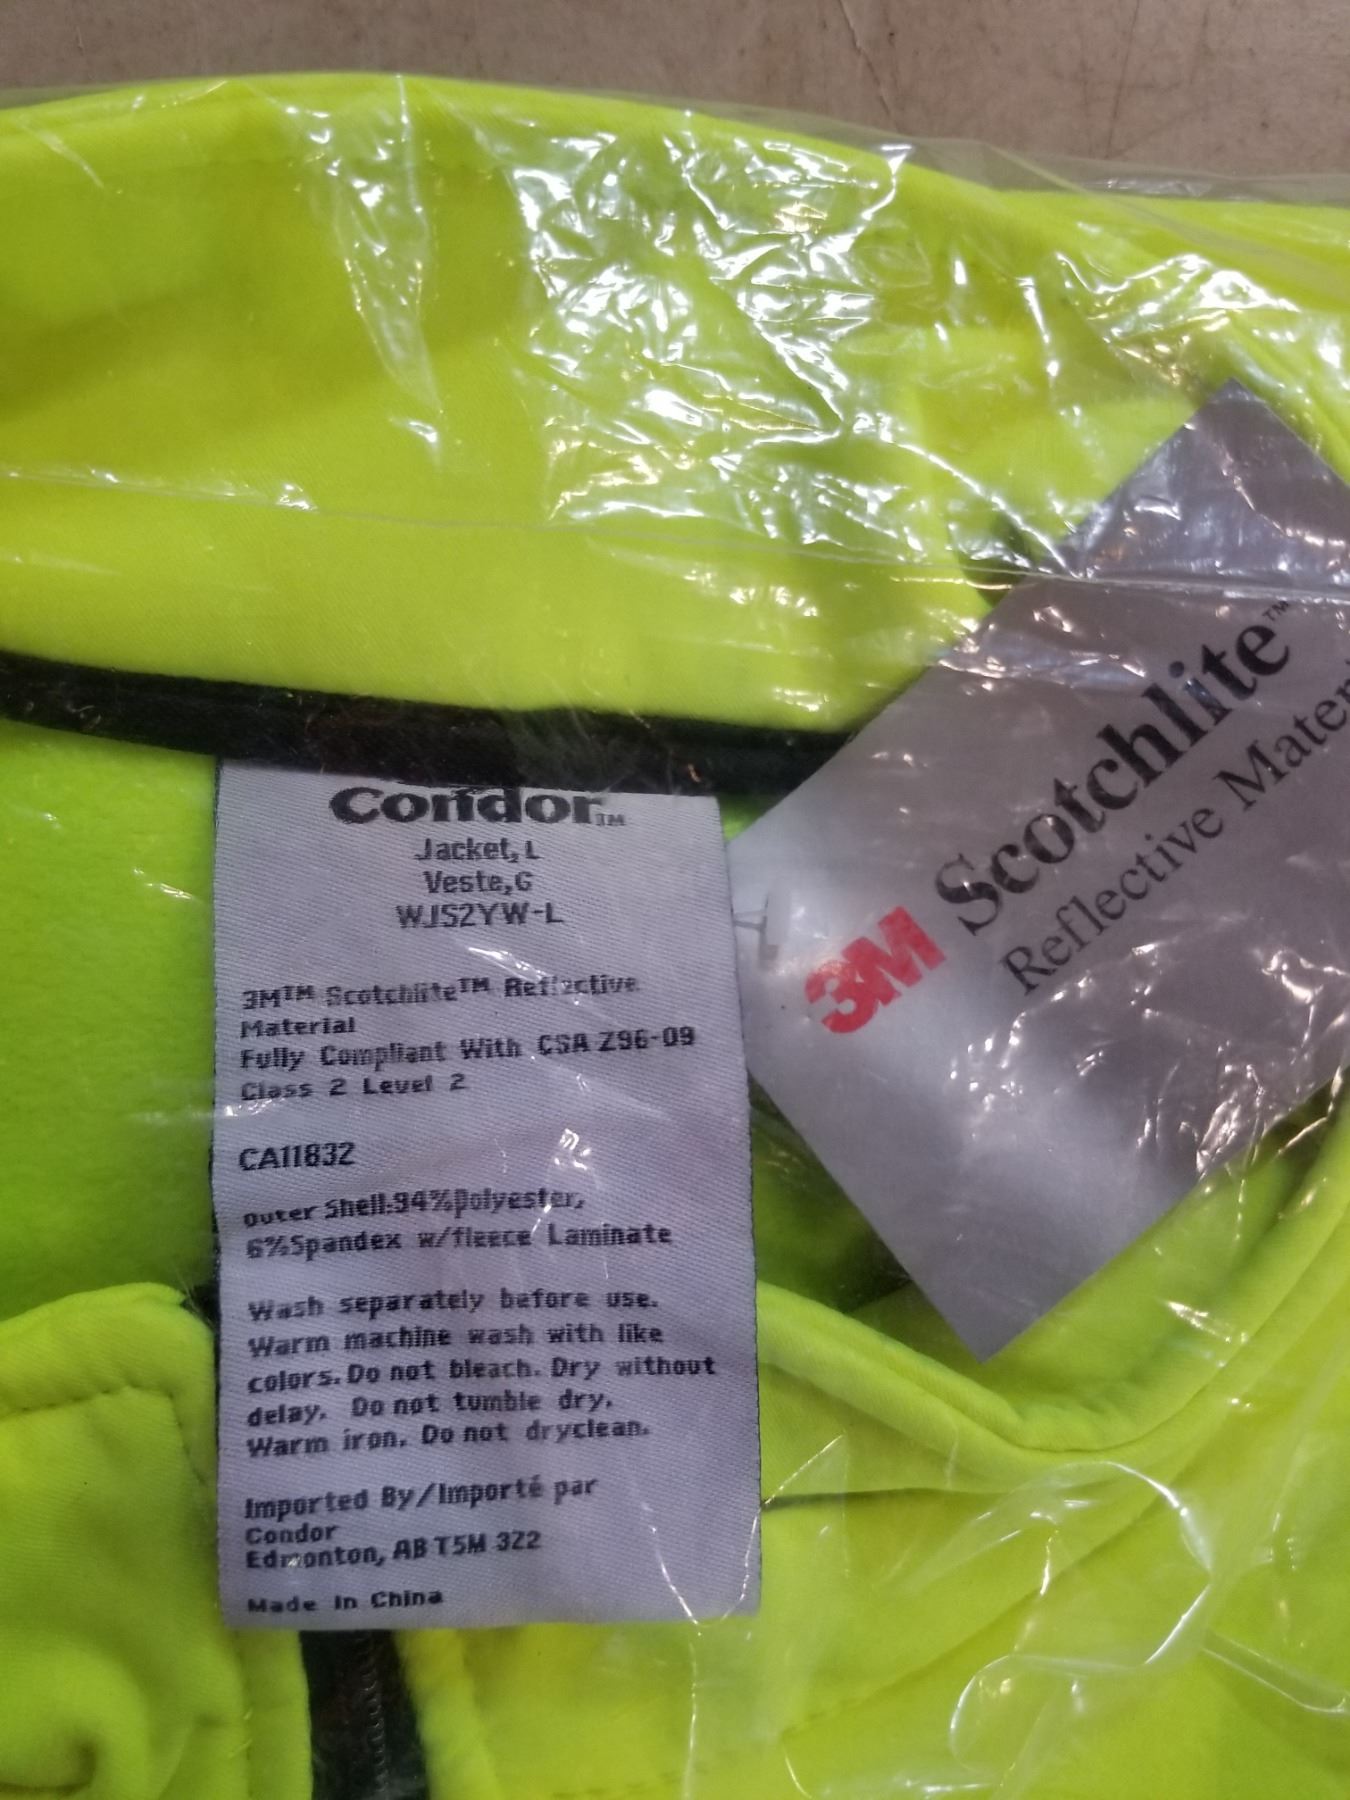 Condor™
Jacket, L
Veste,G
WJS2YW-L
3M™ Scotchlite™ Reflective
Material
Fully Compliant With CSA Z96-09
Class 2 Level 2
CA11832
Outer Shell:94%polyester,
6%Spandex w/fleece Laminate
Wash separately before use.
Warm machine wash with like
colors. Do not bleach. Dry without
delay. Do not tumble dry.
Warm iron. Do not dryclean.
Imported By/Importé par
Condor
Edmonton, AB T5M 3Z2
Made In China
3M Scotchlite™
Reflective Mater